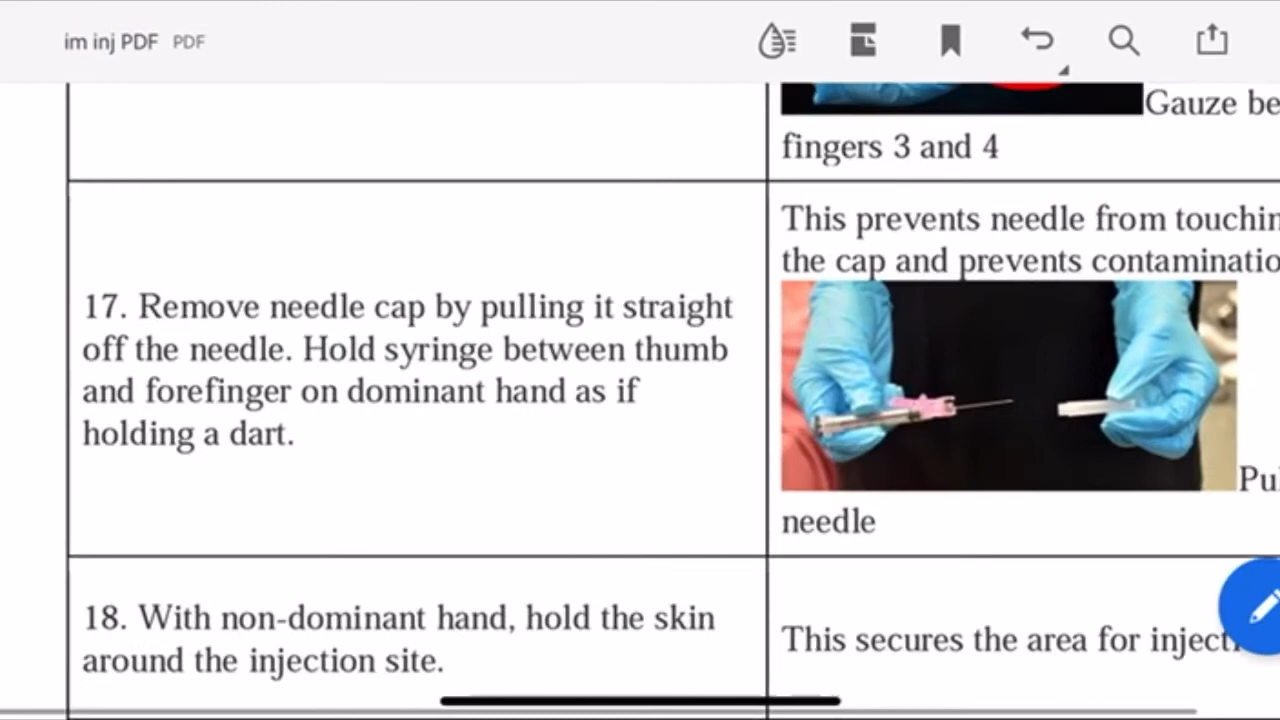 im inj PDF PDF
Gauze be
fingers 3 and 4
17. Remove needle cap by pulling it straight
off the needle. Hold syringe between thumb
and forefinger on dominant hand as if
holding a dart.
This prevents needle from touchin
the cap and prevents contaminatio
Pu
needle
18. With non-dominant hand, hold the skin
around the injection site.
This secures the area for inject